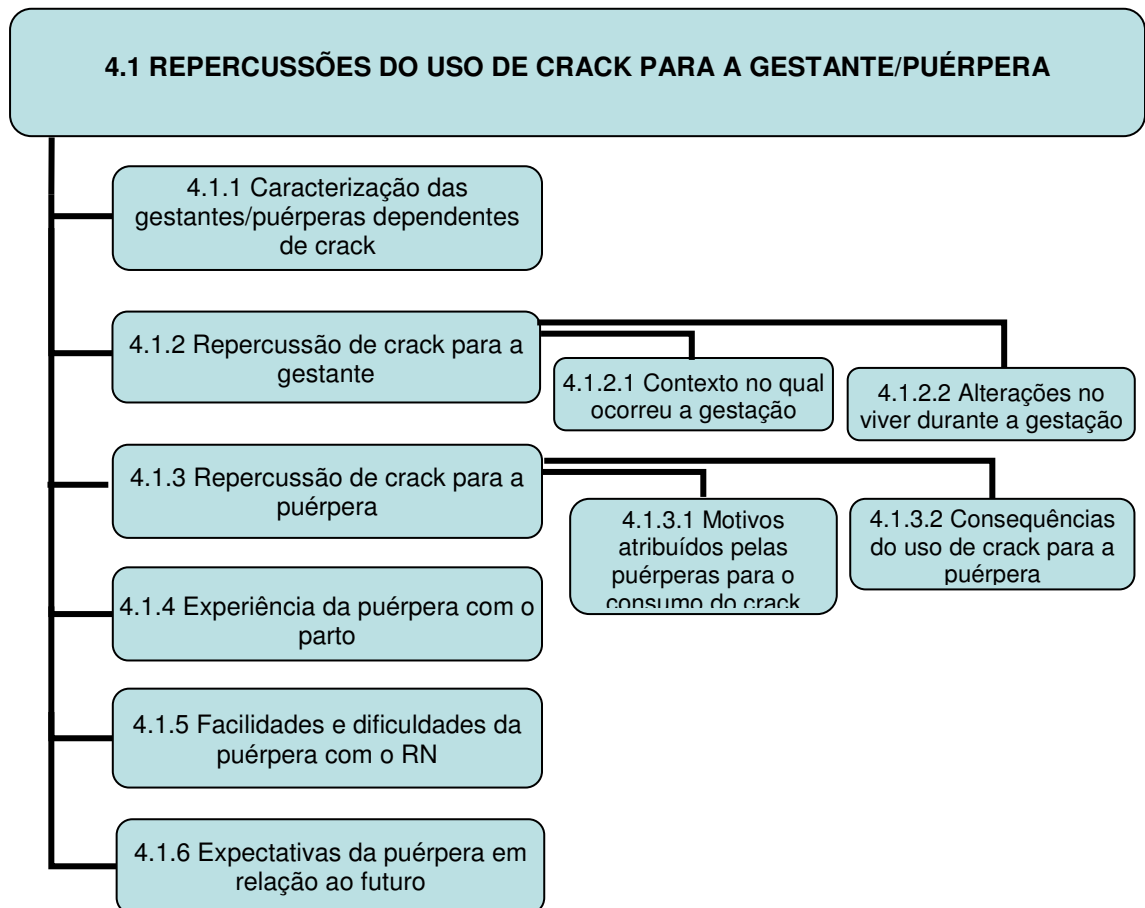 4.1 REPERCUSSÕES DO USO DE CRACK PARA A GESTANTE/PUÉRPERA
4.1.1 Caracterização das
gestantes/puérperas dependentes
de crack
4.1.2 Repercussão de crack para a
gestante
4.1.2.1 Contexto no qual
ocorreu a gestação
4.1.2.2 Alterações no
viver durante a gestação
4.1.3 Repercussão de crack para a
puérpera
4.1.3.1 Motivos
atribuídos pelas
puérperas para o
consumo do crack
4.1.3.2 Consequências
do uso de crack para a
puérpera
4.1.4 Experiência da puérpera com o
parto
4.1.5 Facilidades e dificuldades da
puérpera com o RN
4.1.6 Expectativas da puérpera em
relação ao futuro